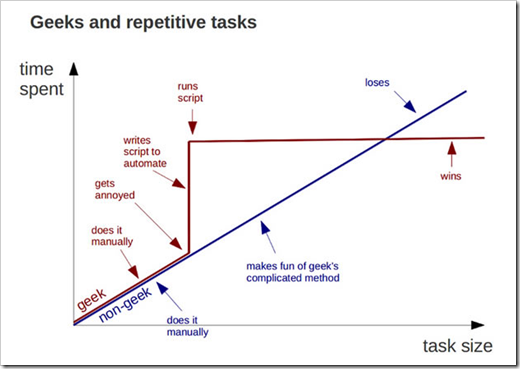 Geeks and repetitive tasks
time
spent
runs
script
loses
writes
script to
automate
gets
annoyed
wins
does it
manually
makes fun of geek's
complicated method
geek
non-geek
does it
manually
task size